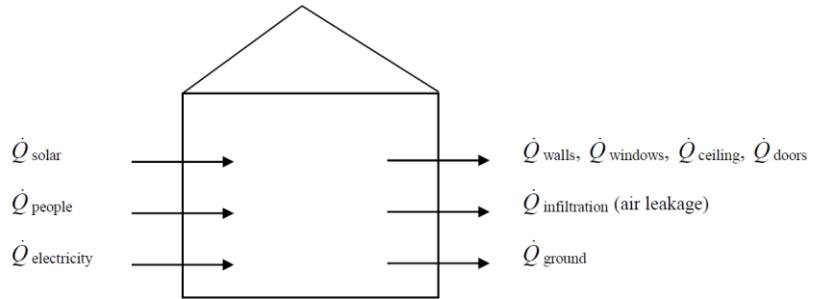 Q̇ solar
Q̇ people
Q̇ electricity
Q̇ walls, Q̇ windows, Q̇ ceiling, Q̇ doors
Q̇ infiltration (air leakage)
Q̇ ground